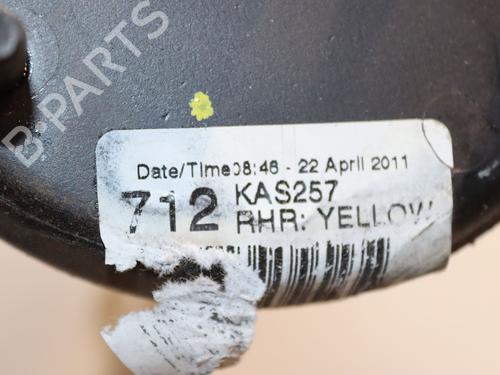 B-PARTS
Date/Time08:46 - 22 April 2011
712 KAS257
RHR: YELLOW